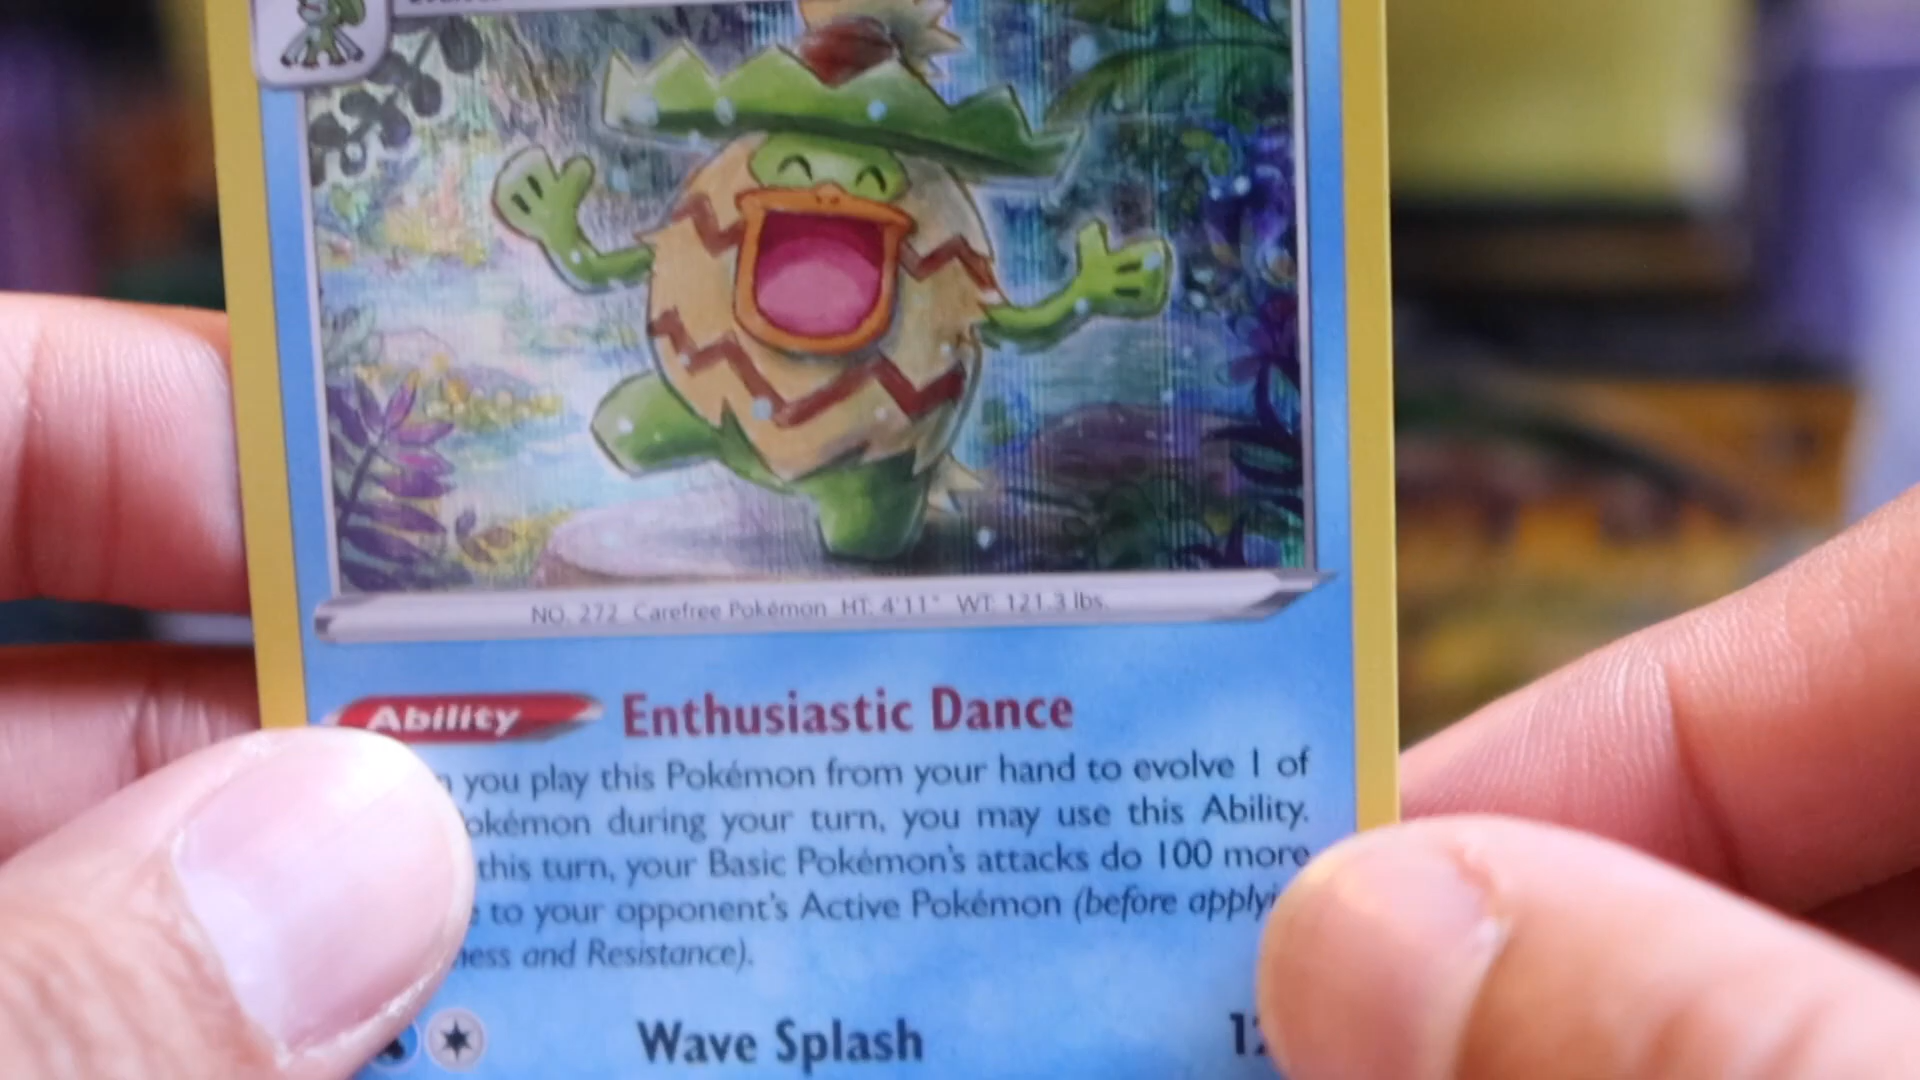 NO. 272 Carefree Pokémon HT: 4'11" WT: 121.3 lbs.
Ability Enthusiastic Dance
you play this Pokémon from your hand to evolve 1 of
okémon during your turn, you may use this Ability.
this turn, your Basic Pokémon's attacks do 100 more
to your opponent's Active Pokémon (before applyi
ness and Resistance).
Wave Splash